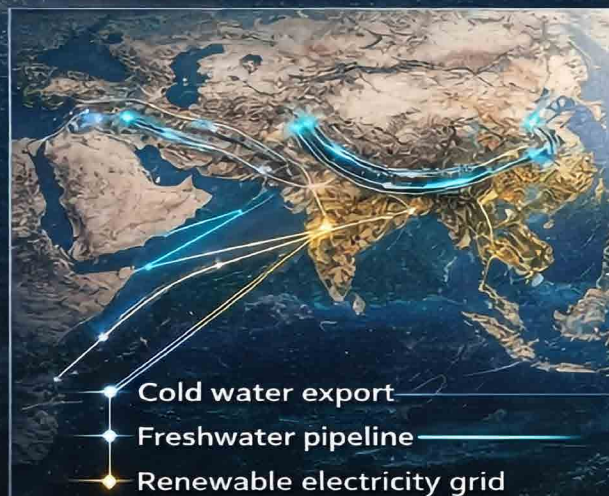 Cold water export
Freshwater pipeline
Renewable electricity grid